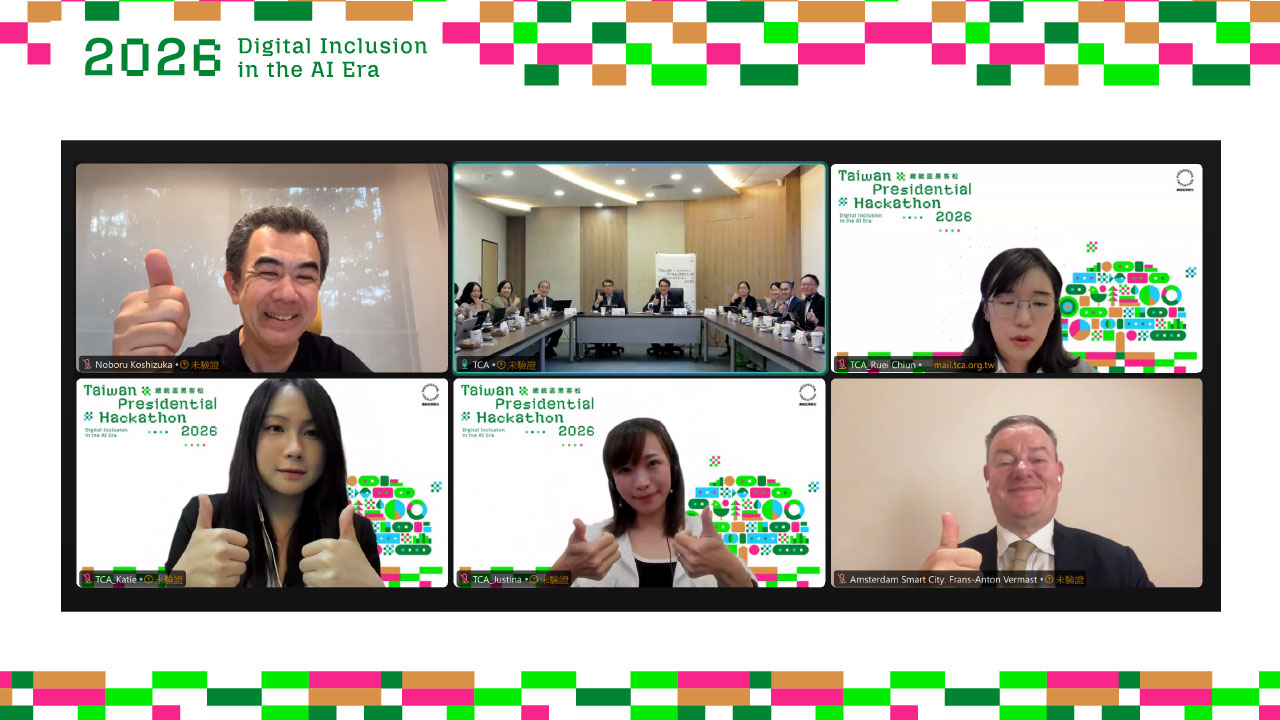 2026
Digital Inclusion
in the AI Era
Taiwan 總統盃黑客松
Presidential
Hackathon
Digital Inclusion
in the AI Era
2026
Noboru Koshizuka • 未驗證
TCA • 未驗證
TCA_Ruei Chiun • mail.tca.org.tw
Taiwan 總統盃黑客松
Presidential
Hackathon
Digital Inclusion
in the AI Era
2026
Taiwan 總統盃黑客松
Presidential
Hackathon
Digital Inclusion
in the AI Era
2026
TCA_Katie • 未驗證
TCA_Justina • 未驗證
Amsterdam Smart City. Frans-Anton Vermast • 未驗證